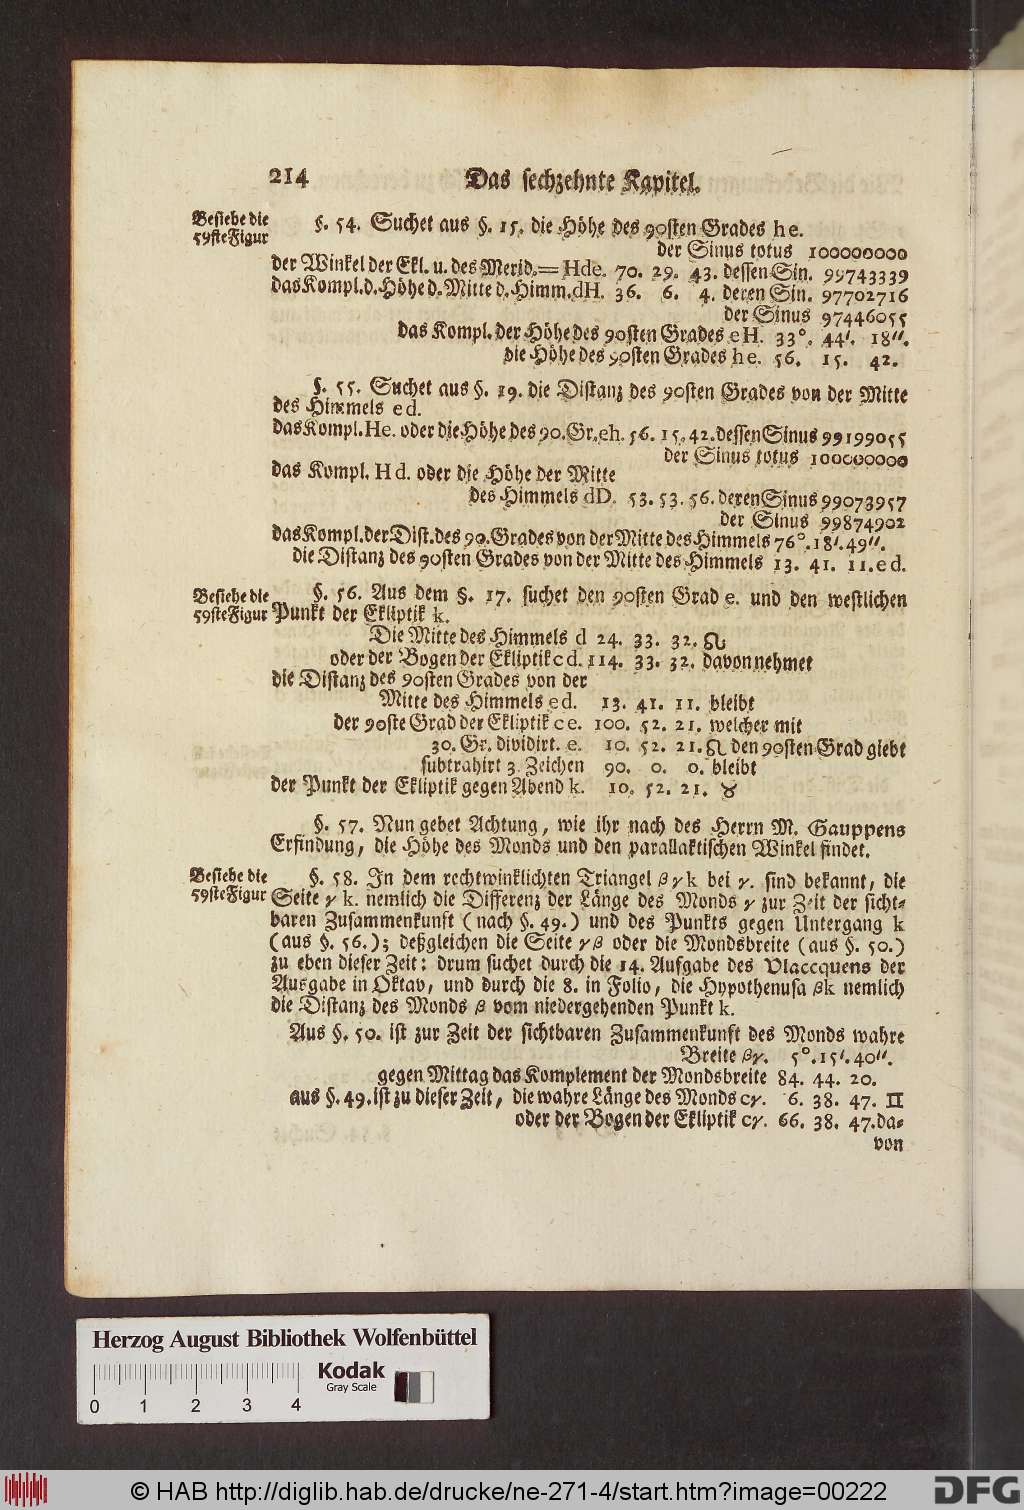 214 Das sechzehnte Kapitel.
Besiehe die
59ste Figur
§. 54. Suchet aus §. 15. die Höhe des 90sten Grades he.
der Sinus totus 100000000
der Winkel der Ekl. u. des Merid. = Hde. 70. 29. 43. dessen Sin. 99743339
das Kompl. d. Höhe d. Mitte d. Himm. dH. 36. 6. 4. deren Sin. 97702716
der Sinus 97446055
das Kompl. der Höhe des 90sten Grades eH. 33°. 44'. 18''.
die Höhe des 90sten Grades he. 56. 15. 42.
§. 55. Suchet aus §. 19. die Distanz des 90sten Grades von der Mitte
des Himmels ed.
das Kompl. He. oder die Höhe des 90. Gr. eh. 56. 15. 42. dessen Sinus 99199055
der Sinus totus 100000000
das Kompl. Hd. oder die Höhe der Mitte
des Himmels dD. 53. 53. 56. deren Sinus 99073957
der Sinus 99874902
das Kompl. der Dist. des 90. Grades von der Mitte des Himmels 76°. 18'. 49''.
die Distanz des 90sten Grades von der Mitte des Himmels 13. 41. 11. ed.
Besiehe die
59ste Figur
§. 56. Aus dem §. 17. suchet den 90sten Grad e. und den westlichen
Punkt der Ekliptik k.
Die Mitte des Himmels d 24. 33. 32. ♌
oder der Bogen der Ekliptik cd. 114. 33. 32. davon nehmet
die Distanz des 90sten Grades von der
Mitte des Himmels ed. 13. 41. 11. bleibt
der 90ste Grad der Ekliptik ce. 100. 52. 21. welcher mit
30. Gr. dividirt. e. 10. 52. 21. ♌ den 90sten Grad giebt
subtrahirt 3. Zeichen 90. 0. 0. bleibt
der Punkt der Ekliptik gegen Abend k. 10. 52. 21. ♉
§. 57. Nun gebet Achtung, wie ihr nach des Herrn M. Gauppens
Erfindung, die Höhe des Monds und den parallaktischen Winkel findet.
Besiehe die
59ste Figur
§. 58. In dem rechtwinklichten Triangel βγk bei γ. sind bekannt, die
Seite γk. nemlich die Differenz der Länge des Monds γ zur Zeit der sicht-
baren Zusammenkunft (nach §. 49.) und des Punkts gegen Untergang k
(aus §. 56.); deßgleichen die Seite γβ oder die Mondsbreite (aus §. 50.)
zu eben dieser Zeit: drum suchet durch die 14. Aufgabe des Vlaccquens der
Ausgabe in Oktav, und durch die 8. in Folio, die Hypothenusa βk nemlich
die Distanz des Monds β vom niedergehenden Punkt k.
Aus §. 50. ist zur Zeit der sichtbaren Zusammenkunft des Monds wahre
Breite βγ. 5°. 15'. 40''.
gegen Mittag das Komplement der Mondsbreite 84. 44. 20.
aus §. 49. ist zu dieser Zeit, die wahre Länge des Monds cγ. 6. 38. 47. ♊
oder der Bogen der Ekliptik cγ. 66. 38. 47. da-
von
Herzog August Bibliothek Wolfenbüttel
Kodak
Gray Scale
0 1 2 3 4
© HAB http://diglib.hab.de/drucke/ne-271-4/start.htm?image=00222
DFG